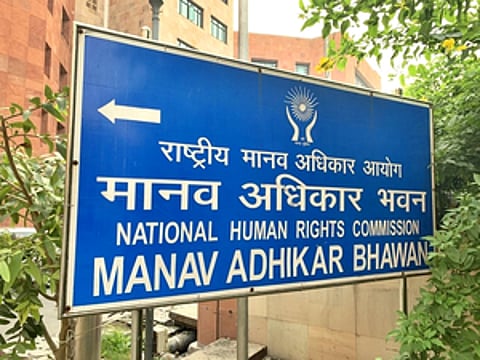 राष्ट्रीय मानव अधिकार आयोग
मानव अधिकार भवन
NATIONAL HUMAN RIGHTS COMMISSION
MANAV ADHIKAR BHAWAN